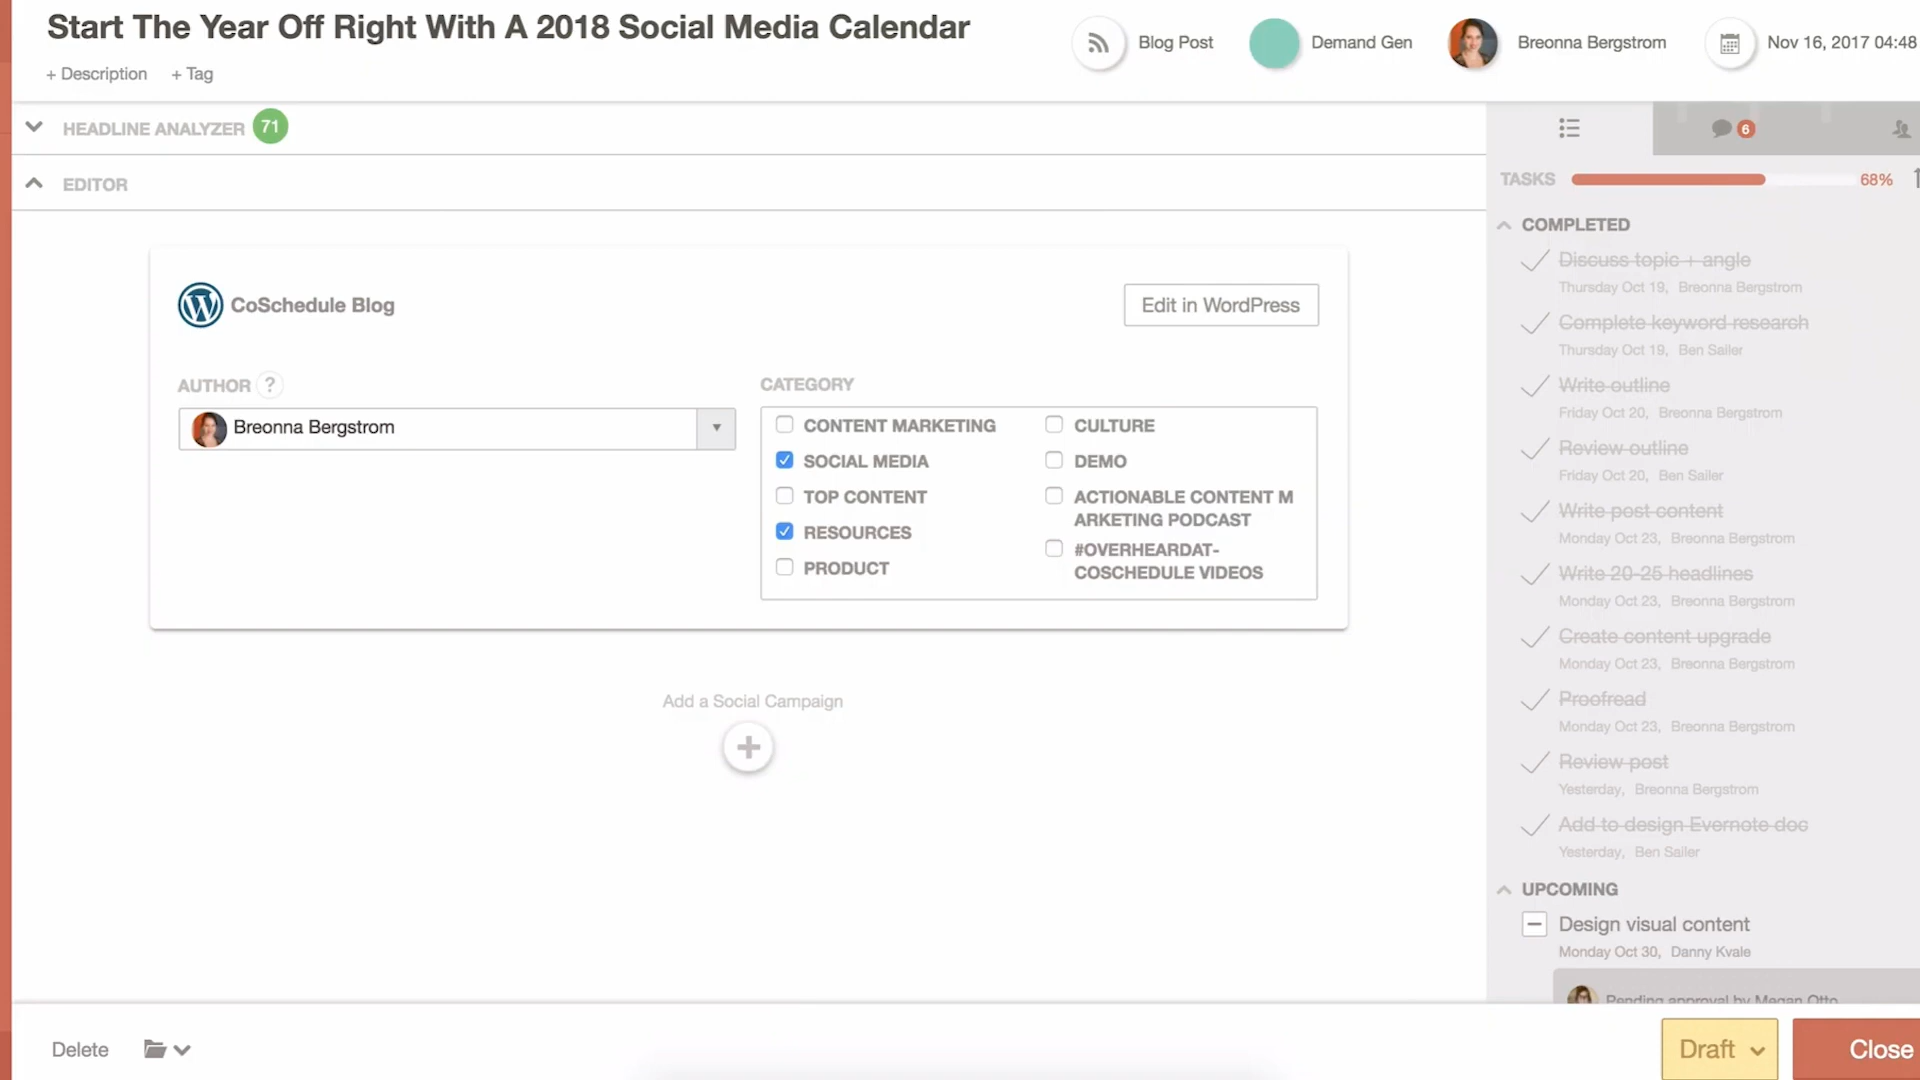 Start The Year Off Right With A 2018 Social Media Calendar
+ Description + Tag
Blog Post
Demand Gen
Breonna Bergstrom
Nov 16, 2017 04:48
HEADLINE ANALYZER 71
EDITOR
CoSchedule Blog
Edit in WordPress
AUTHOR ?
Breonna Bergstrom
CATEGORY
CONTENT MARKETING
SOCIAL MEDIA
TOP CONTENT
RESOURCES
PRODUCT
CULTURE
DEMO
ACTIONABLE CONTENT M
ARKETING PODCAST
#OVERHEARDAT-
COSCHEDULE VIDEOS
Add a Social Campaign
6
TASKS 68%
COMPLETED
Discuss topic + angle
Thursday Oct 19, Breonna Bergstrom
Complete keyword research
Thursday Oct 19, Ben Sailer
Write outline
Friday Oct 20, Breonna Bergstrom
Review outline
Friday Oct 20, Ben Sailer
Write post content
Monday Oct 23, Breonna Bergstrom
Write 20-25 headlines
Monday Oct 23, Breonna Bergstrom
Create content upgrade
Monday Oct 23, Breonna Bergstrom
Proofread
Monday Oct 23, Breonna Bergstrom
Review post
Yesterday, Breonna Bergstrom
Add to design Evernote doc
Yesterday, Ben Sailer
UPCOMING
Design visual content
Monday Oct 30, Danny Kvale
Pending approval by Megan Otto
Delete
Draft
Close